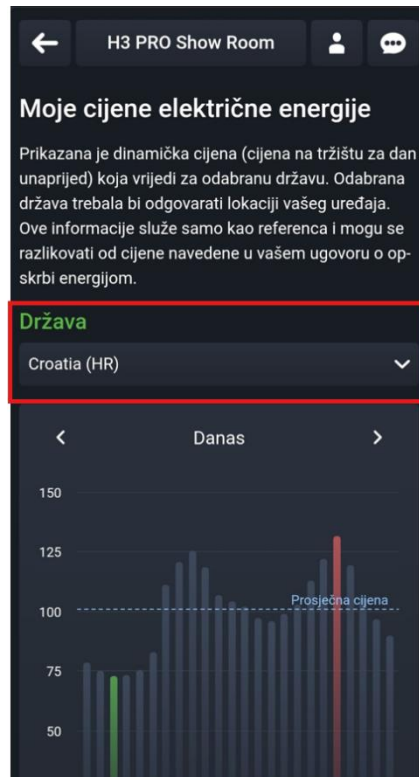 H3 PRO Show Room
Moje cijene električne energije
Prikazana je dinamička cijena (cijena na tržištu za dan
unaprijed) koja vrijedi za odabranu državu. Odabrana
država trebala bi odgovarati lokaciji vašeg uređaja.
Ove informacije služe samo kao referenca i mogu se
razlikovati od cijene navedene u vašem ugovoru o op-
skrbi energijom.
Država
Croatia (HR)
Danas
150
125
Prosječna cijena
100
75
50